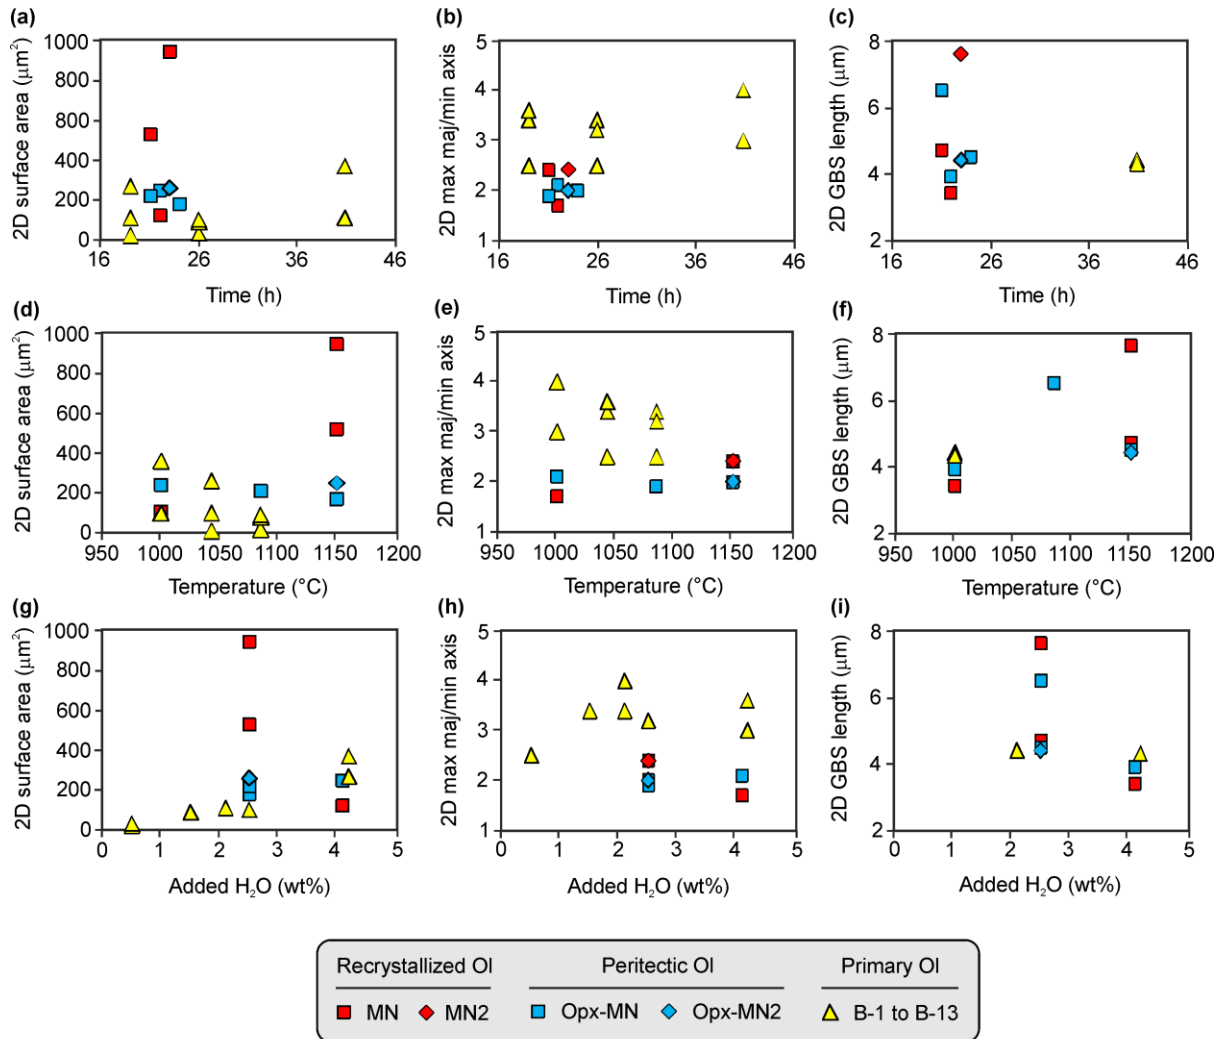 (a)
2D surface area (μm²)
1000
800
800
400
200
0
16 26 36 46
Time (h)
(b)
2D max maj/min axis
5
4
3
2
1
16 26 36 46
Time (h)
(c)
2D GBS length (μm)
8
6
4
2
16 26 36 46
Time (h)
(d)
2D surface area (μm²)
1000
800
600
400
200
0
950 1000 1050 1100 1150 1200
Temperature (°C)
(e)
2D max maj/min axis
5
4
3
2
1
950 1000 1050 1100 1150 1200
Temperature (°C)
(f)
2D GBS length (μm)
8
6
4
2
950 1000 1050 1100 1150 1200
Temperature (°C)
(g)
2D surface area (μm²)
1000
800
600
400
200
0
0 1 2 3 4 5
Added H₂O (wt%)
(h)
2D max maj/min axis
5
4
3
2
1
0 1 2 3 4 5
Added H₂O (wt%)
(i)
2D GBS length (μm)
8
6
4
2
0 1 2 3 4 5
Added H₂O (wt%)
Recrystallized Ol Peritectic Ol Primary Ol
MN MN2 Opx-MN Opx-MN2 B-1 to B-13